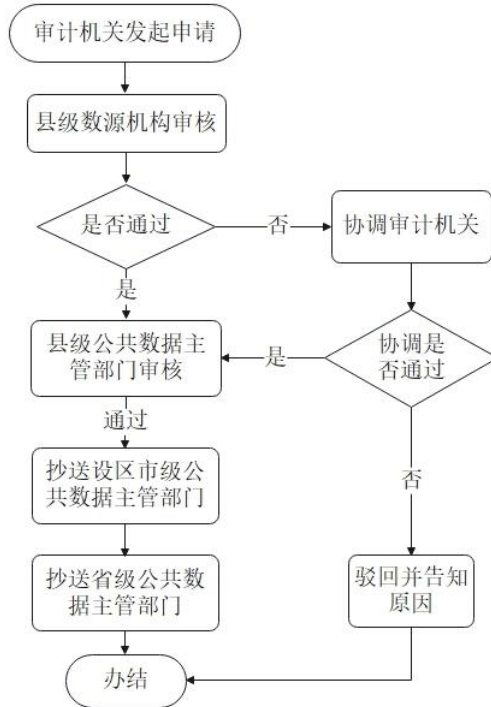 审计机关发起申请
县级数源机构审核
是否通过
否
协调审计机关
是
县级公共数据主
管部门审核
是
协调是
否通过
通过
抄送设区市级公
共数据主管部门
否
抄送省级公共数
据主管部门
驳回并告知
原因
办结